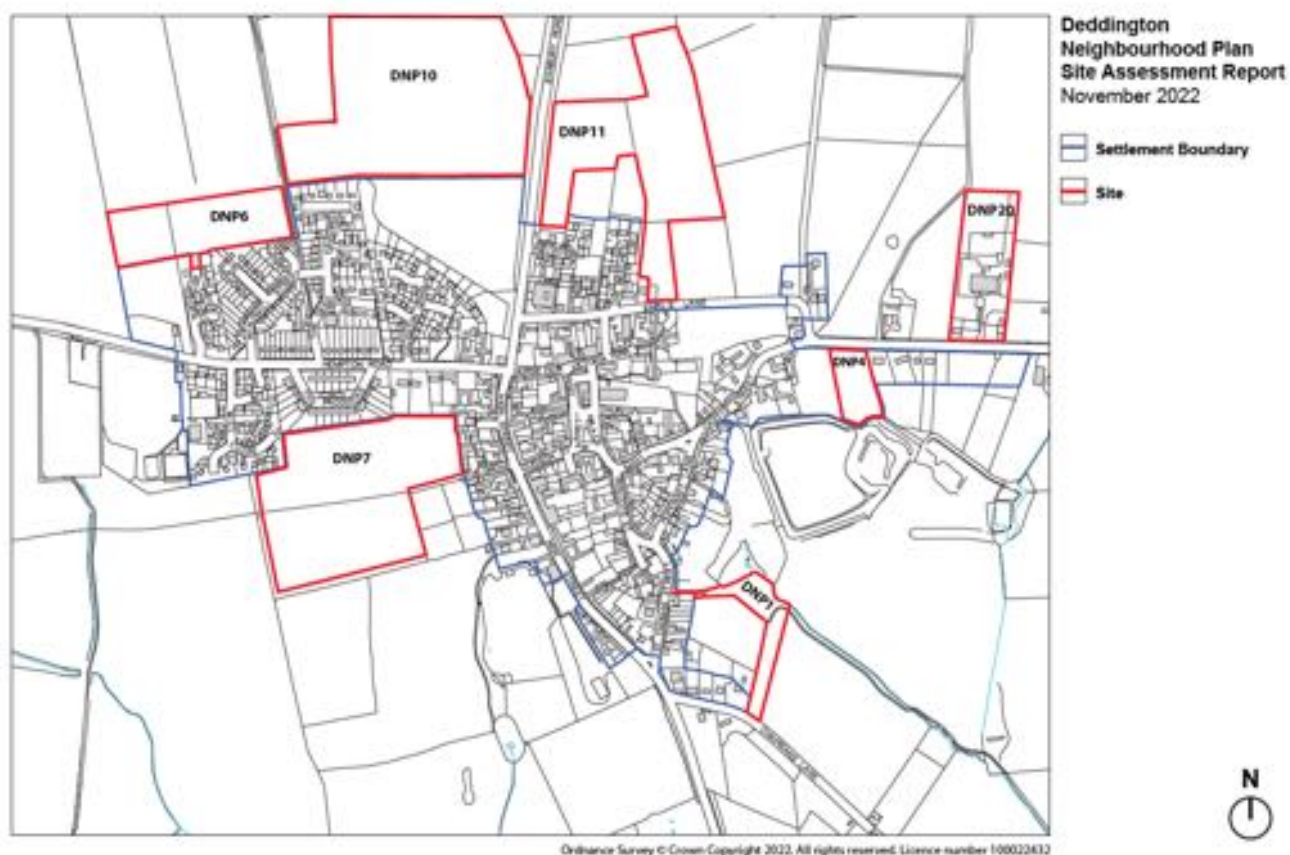 Deddington
Neighbourhood Plan
Site Assessment Report
November 2022
Settlement Boundary
Site
DNP10
DNP11
DNP6
DNP20
LANE
DNP4
DNP7
DNP1
N
Ordnance Survey © Crown Copyright 2022. All rights reserved. Licence number 100022432